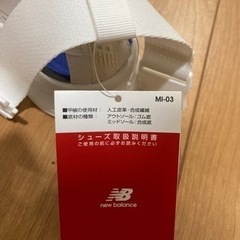 MI-03
■甲被の使用材：人工皮革・合成繊維
■底材の種類：アウトソール：ゴム底
ミッドソール：合成底
シューズ取扱説明書
ご使用の前に必ずお読みください
new balance